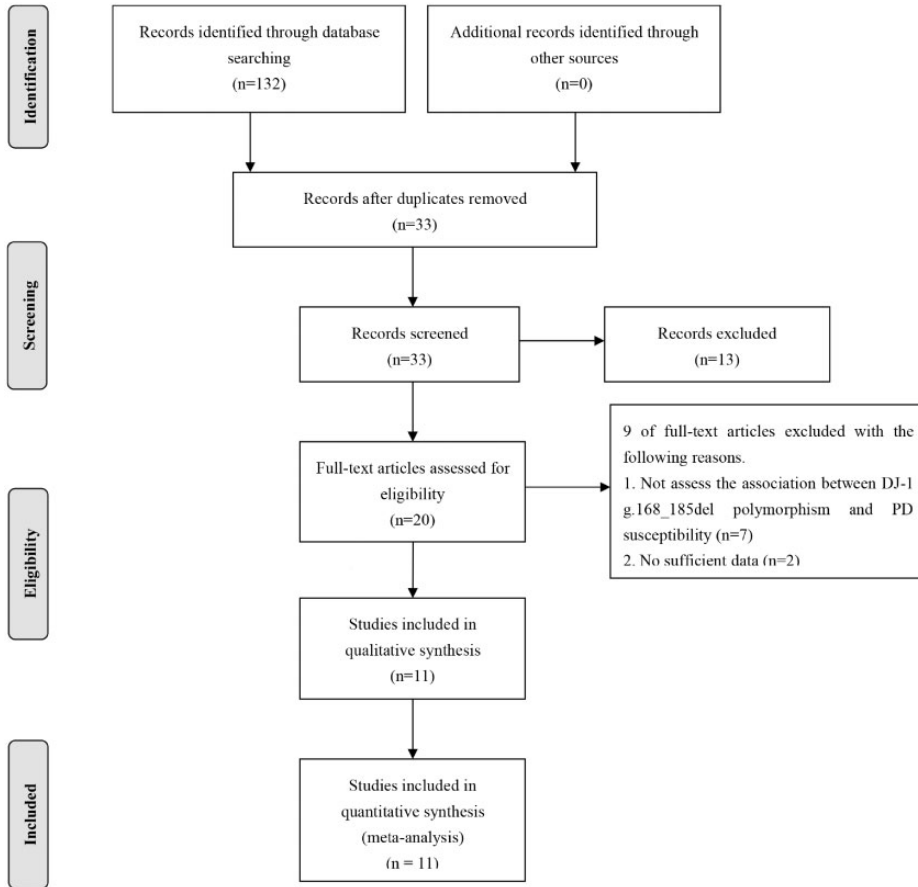 Identification
Records identified through database
searching
(n=132)
Additional records identified through
other sources
(n=0)
Records after duplicates removed
(n=33)
Screening
Records screened
(n=33)
Records excluded
(n=13)
Eligibility
Full-text articles assessed for
eligibility
(n=20)
9 of full-text articles excluded with the
following reasons.
1. Not assess the association between DJ-1
g.168_185del polymorphism and PD
susceptibility (n=7)
2. No sufficient data (n=2)
Studies included in
qualitative synthesis
(n=11)
Included
Studies included in
quantitative synthesis
(meta-analysis)
(n = 11)